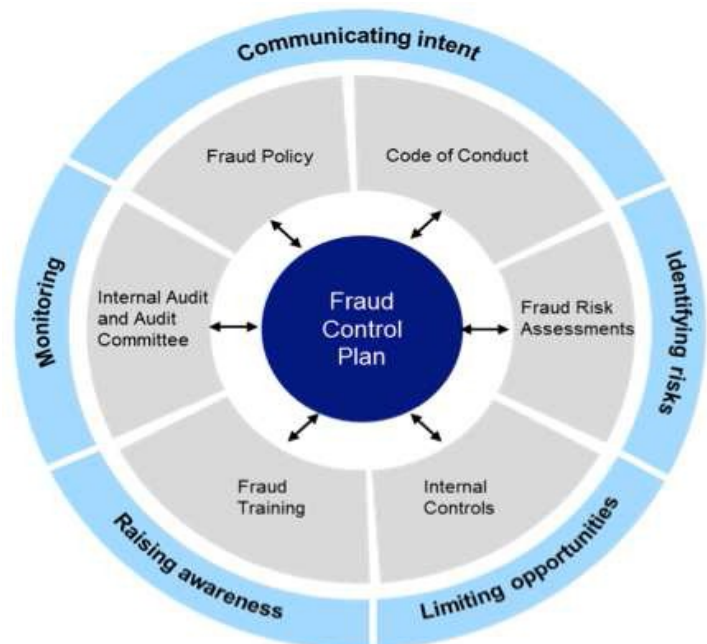 Communicating intent
Fraud Policy
Code of Conduct
Monitoring
Internal Audit
and Audit
Committee
Fraud
Control
Plan
Fraud Risk
Assessments
Identifying risks
Fraud
Training
Internal
Controls
Raising awareness
Limiting opportunities